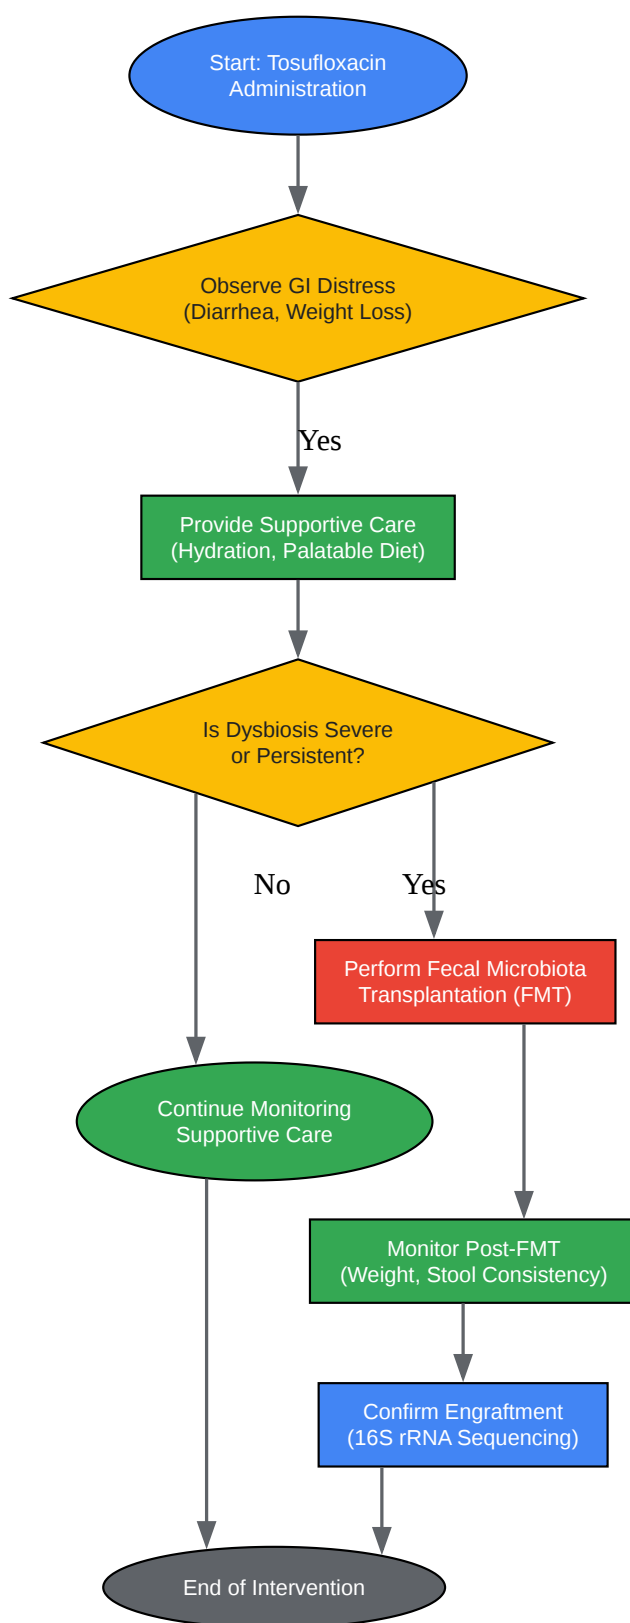 Start: Tosufloxacin
Administration
Observe GI Distress
(Diarrhea, Weight Loss)
Yes
Provide Supportive Care
(Hydration, Palatable Diet)
Is Dysbiosis Severe
or Persistent?
No
Yes
Perform Fecal Microbiota
Transplantation (FMT)
Continue Monitoring
Supportive Care
Monitor Post-FMT
(Weight, Stool Consistency)
Confirm Engraftment
(16S rRNA Sequencing)
End of Intervention